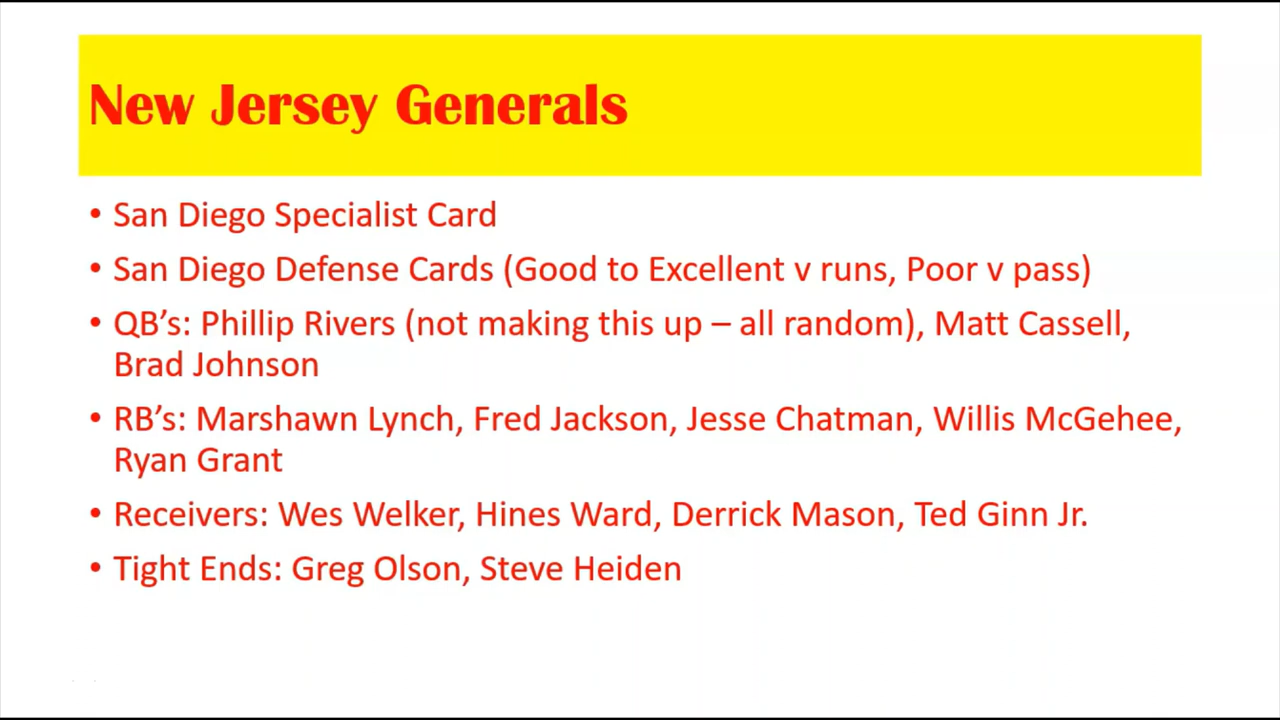 New Jersey Generals
• San Diego Specialist Card
• San Diego Defense Cards (Good to Excellent v runs, Poor v pass)
• QB’s: Phillip Rivers (not making this up – all random), Matt Cassell,
Brad Johnson
• RB’s: Marshawn Lynch, Fred Jackson, Jesse Chatman, Willis McGehee,
Ryan Grant
• Receivers: Wes Welker, Hines Ward, Derrick Mason, Ted Ginn Jr.
• Tight Ends: Greg Olson, Steve Heiden